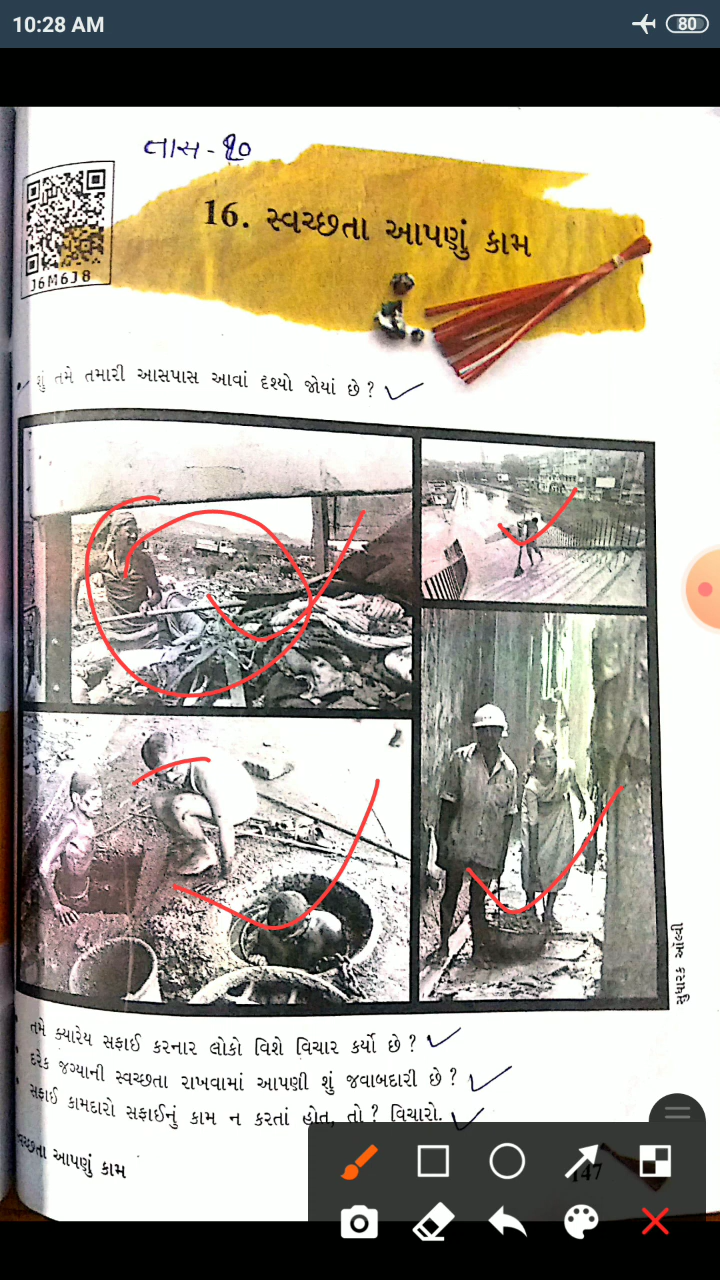 10:28 AM
80
તાસ - ૧૦
16. સ્વચ્છતા આપણું કામ
J6M6J8
શું તમે તમારી આસપાસ આવાં દૃશ્યો જોયાં છે ?
સુધારક ઓલ્વી
તમે ક્યારેય સફાઈ કરનાર લોકો વિશે વિચાર કર્યો છે ?
દરેક જગ્યાની સ્વચ્છતા રાખવામાં આપણી શું જવાબદારી છે ?
સફાઈ કામદારો સફાઈનું કામ ન કરતાં હોત, તો ? વિચારો.
સ્વચ્છતા આપણું કામ
147